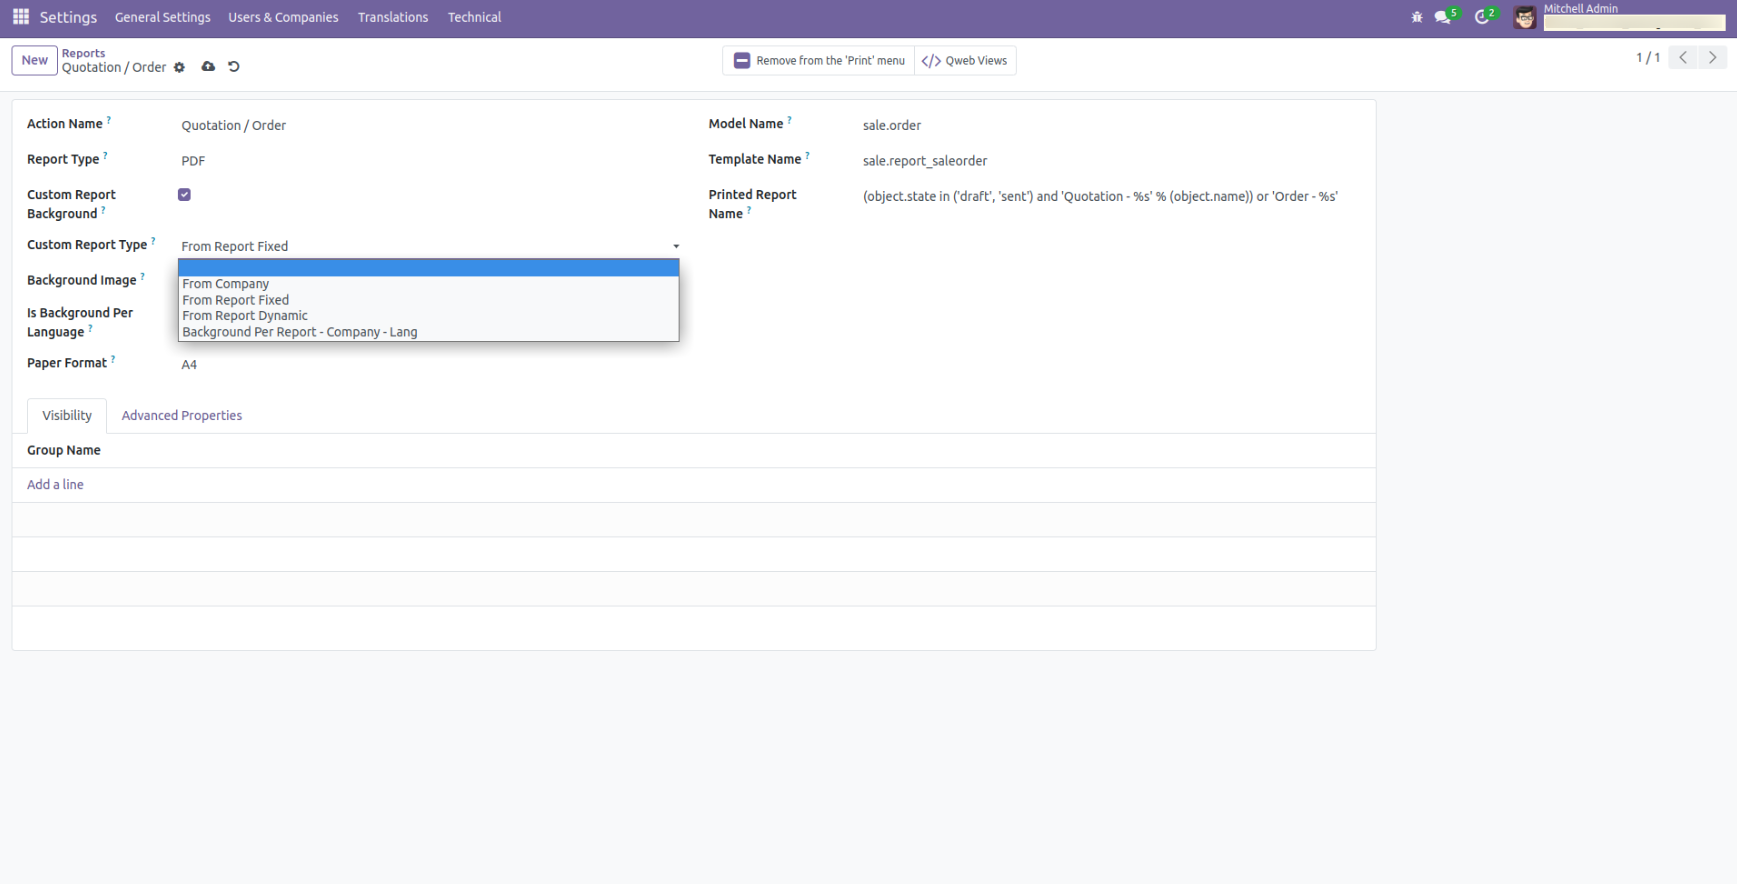 Settings General Settings Users & Companies Translations Technical 5 2 Mitchell Admin
New Reports
Quotation / Order
Remove from the 'Print' menu </> Qweb Views 1 / 1
Action Name ? Quotation / Order Model Name ? sale.order
Report Type ? PDF Template Name ? sale.report_saleorder
Custom Report Background ? Printed Report Name ? (object.state in ('draft', 'sent') and 'Quotation - %s' % (object.name)) or 'Order - %s'
Custom Report Type ? From Report Fixed
Background Image ?
From Company
From Report Fixed
From Report Dynamic
Background Per Report - Company - Lang
Is Background Per
Language ?
Paper Format ? A4
Visibility Advanced Properties
Group Name
Add a line